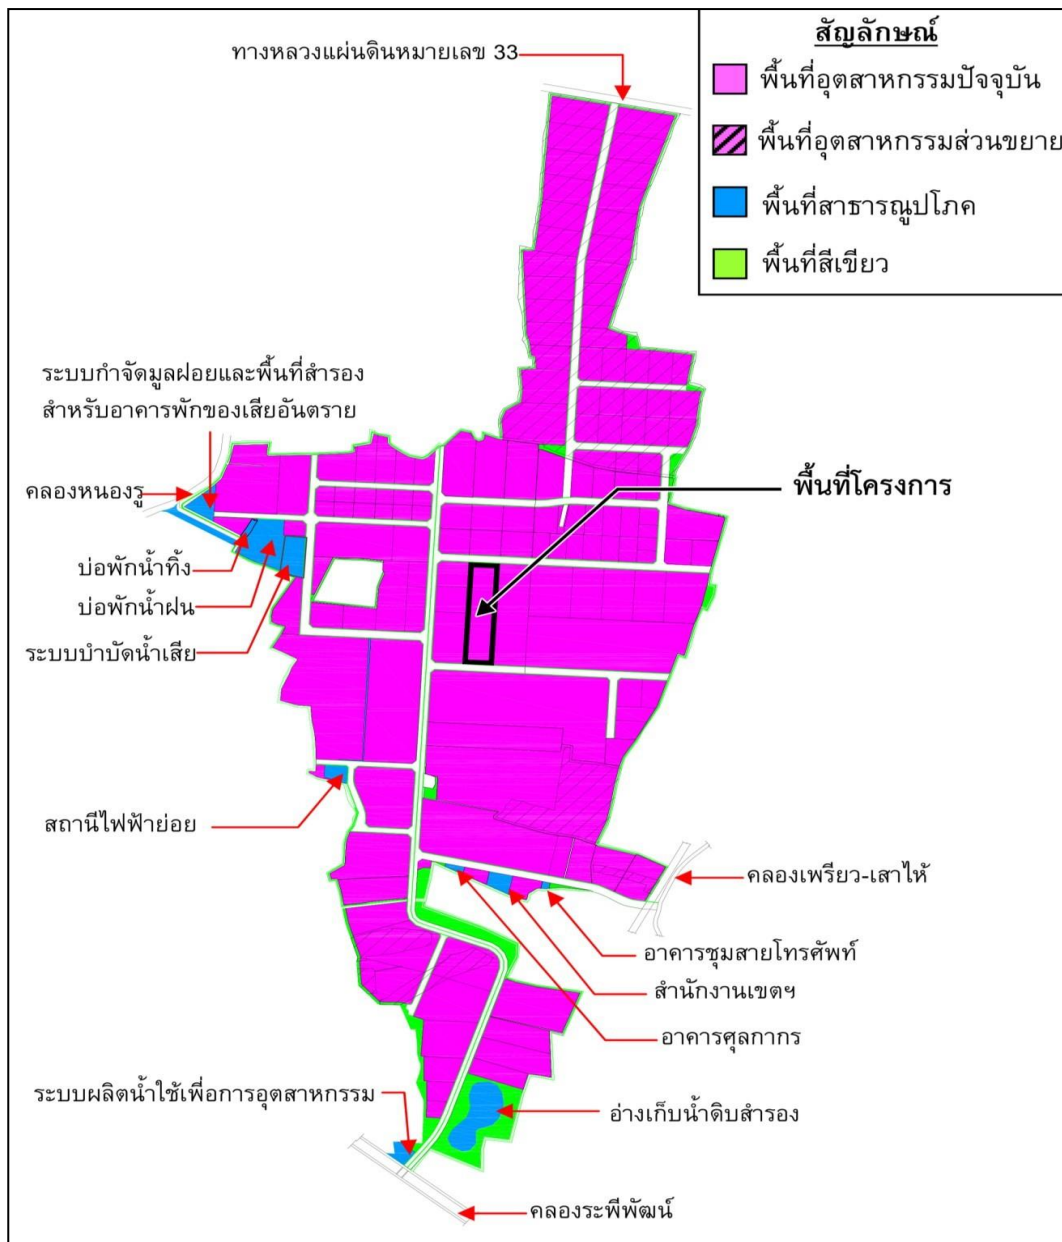 ทางหลวงแผ่นดินหมายเลข 33
สัญลักษณ์
พื้นที่อุตสาหกรรมปัจจุบัน
พื้นที่อุตสาหกรรมส่วนขยาย
พื้นที่สาธารณูปโภค
พื้นที่สีเขียว
ระบบกำจัดมูลฝอยและพื้นที่สำรอง
สำหรับอาคารพักของเสียอันตราย
คลองหนองรู
พื้นที่โครงการ
บ่อพักน้ำทิ้ง
บ่อพักน้ำฝน
ระบบบำบัดน้ำเสีย
สถานีไฟฟ้าย่อย
คลองเพรียว-เสาไห้
อาคารชุมสายโทรศัพท์
สำนักงานเขตฯ
อาคารศุลกากร
ระบบผลิตน้ำใช้เพื่อการอุตสาหกรรม
อ่างเก็บน้ำดิบสำรอง
คลองระพีพัฒน์